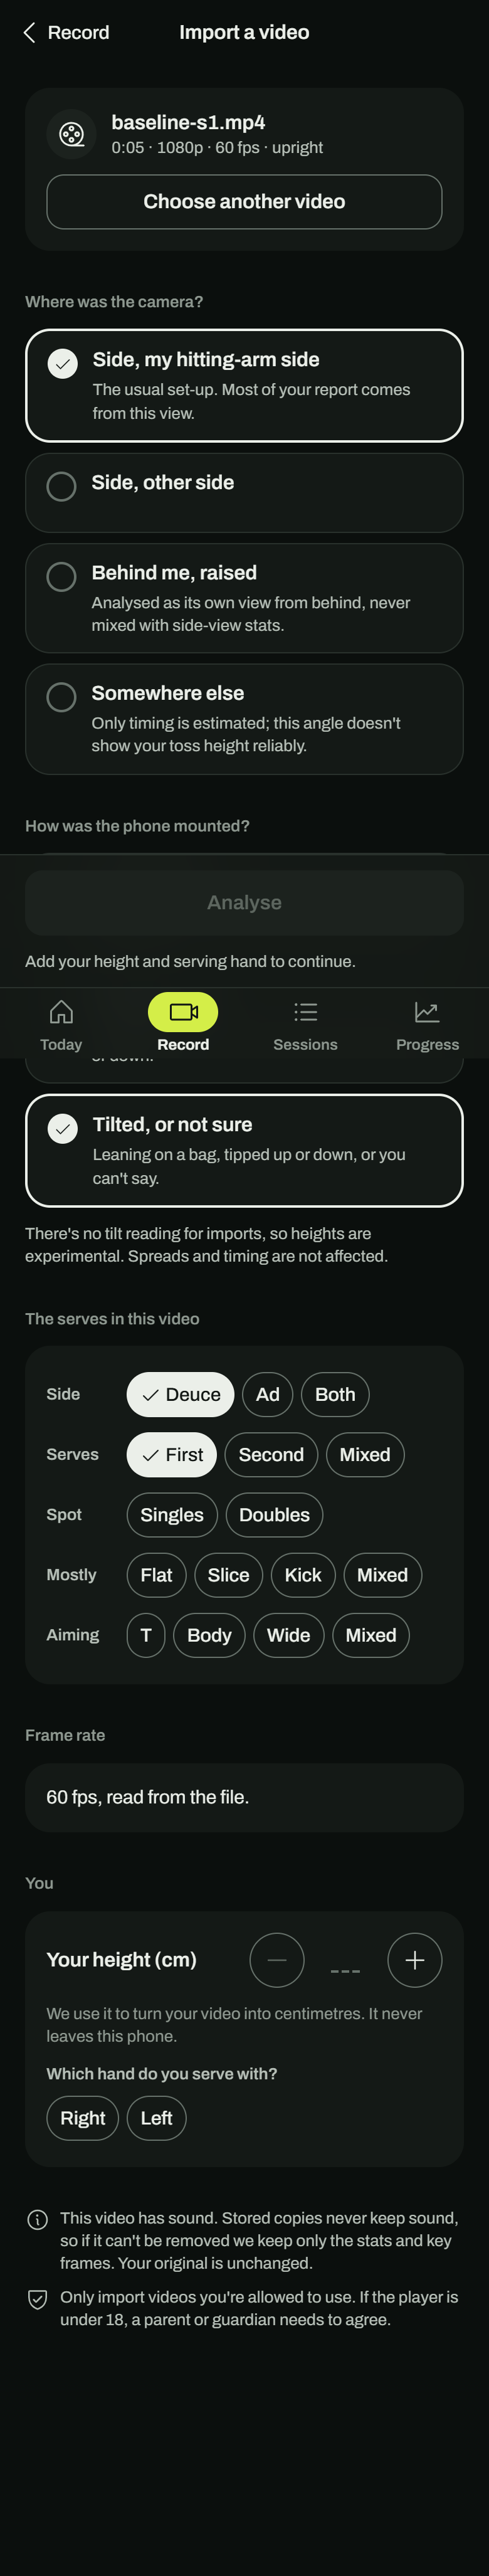 Record
Import a video
baseline-s1.mp4
0:05 · 1080p · 60 fps · upright
Choose another video
Where was the camera?
Side, my hitting-arm side
The usual set-up. Most of your report comes
from this view.
Side, other side
Behind me, raised
Analysed as its own view from behind, never
mixed with side-view stats.
Somewhere else
Only timing is estimated; this angle doesn't
show your toss height reliably.
How was the phone mounted?
Analyse
Add your height and serving hand to continue.
Today Record Sessions Progress
or down.
Tilted, or not sure
Leaning on a bag, tipped up or down, or you
can't say.
There's no tilt reading for imports, so heights are
experimental. Spreads and timing are not affected.
The serves in this video
Side Deuce Ad Both
Serves First Second Mixed
Spot Singles Doubles
Mostly Flat Slice Kick Mixed
Aiming T Body Wide Mixed
Frame rate
60 fps, read from the file.
You
Your height (cm) — --- +
We use it to turn your video into centimetres. It never
leaves this phone.
Which hand do you serve with?
Right Left
This video has sound. Stored copies never keep sound,
so if it can't be removed we keep only the stats and key
frames. Your original is unchanged.
Only import videos you're allowed to use. If the player is
under 18, a parent or guardian needs to agree.